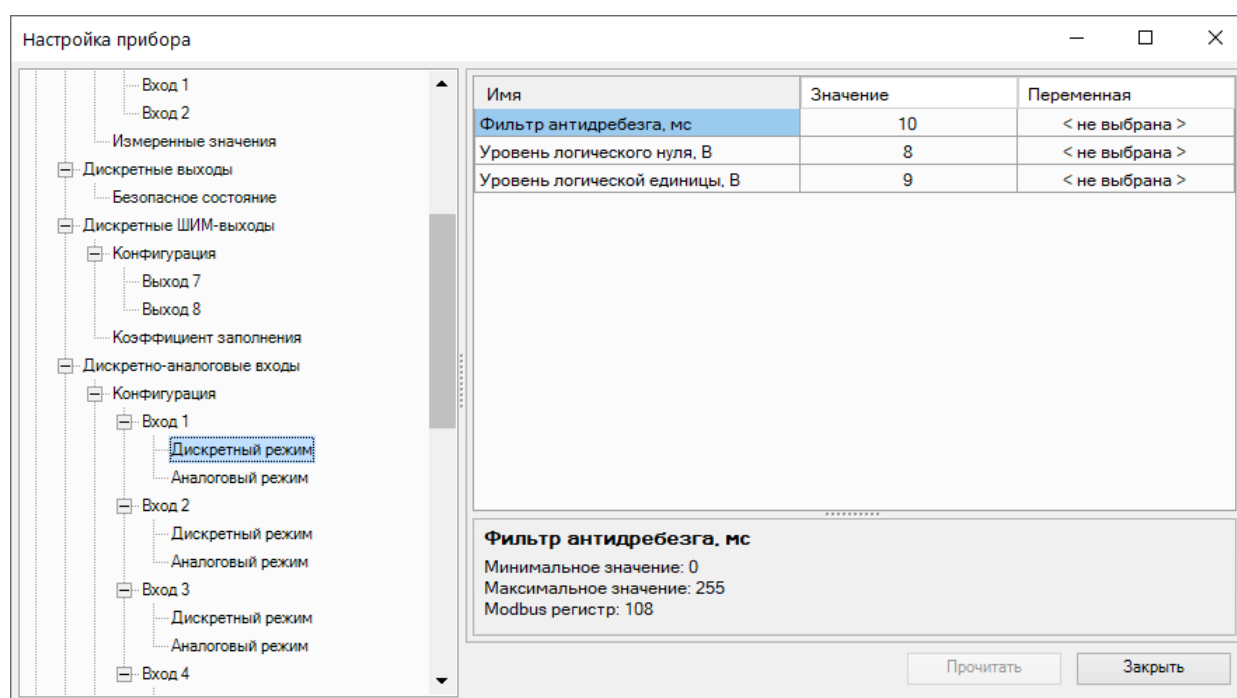 Настройка прибора
Вход 1
Вход 2
Измеренные значения
Дискретные выходы
Безопасное состояние
Дискретные ШИМ-выходы
Конфигурация
Выход 7
Выход 8
Коэффициент заполнения
Дискретно-аналоговые входы
Конфигурация
Вход 1
Дискретный режим
Аналоговый режим
Вход 2
Дискретный режим
Аналоговый режим
Вход 3
Дискретный режим
Аналоговый режим
Вход 4
Имя Значение Переменная
Фильтр антидребезга, мс 10 < не выбрана >
Уровень логического нуля, В 8 < не выбрана >
Уровень логической единицы, В 9 < не выбрана >
Фильтр антидребезга, мс
Минимальное значение: 0
Максимальное значение: 255
Modbus регистр: 108
Прочитать Закрыть